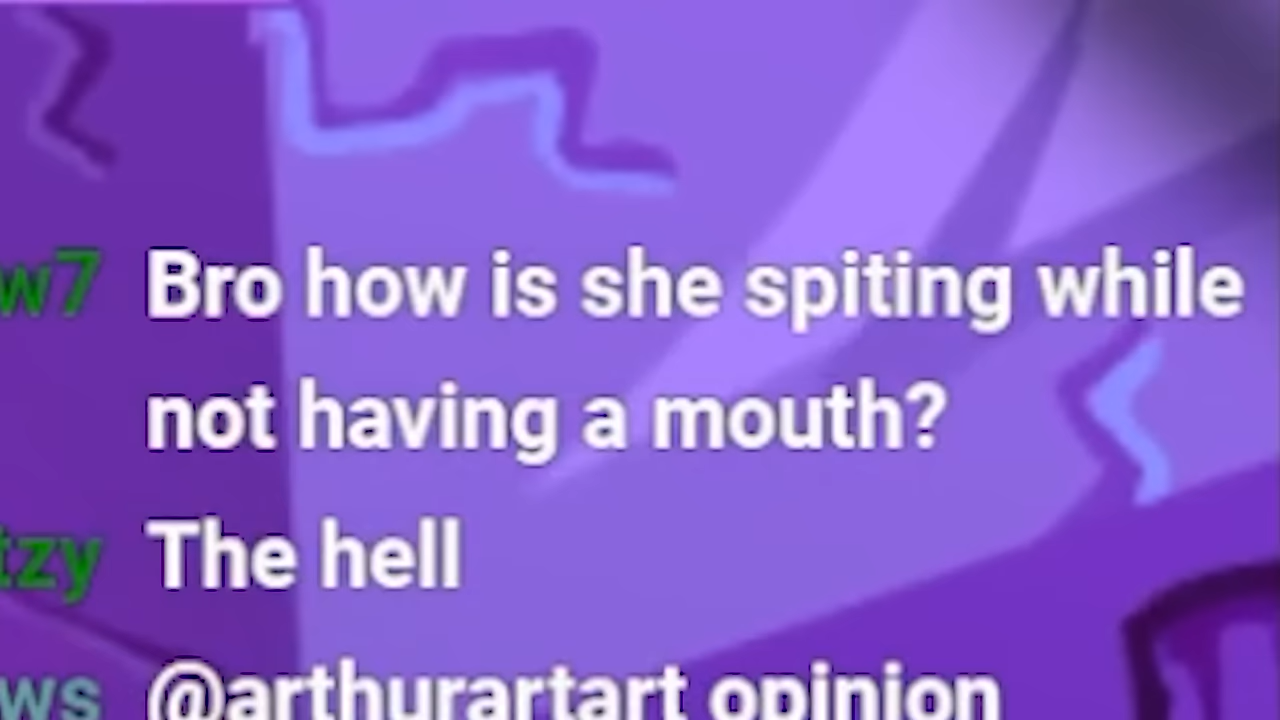 w7 Bro how is she spiting while
not having a mouth?
tzy The hell
ws @arthurartart opinion